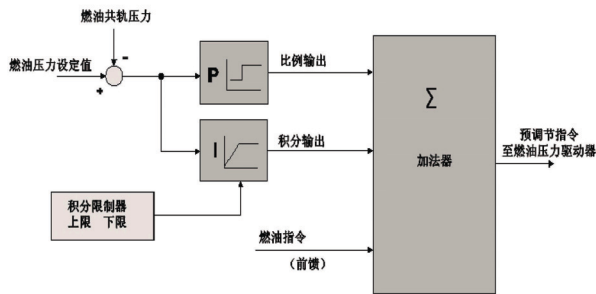 燃油共轨压力
-
燃油压力设定值
+
P
比例输出
I
积分输出
∑
加法器
预调节指令
至燃油压力驱动器
积分限制器
上限 下限
燃油指令
（前馈）